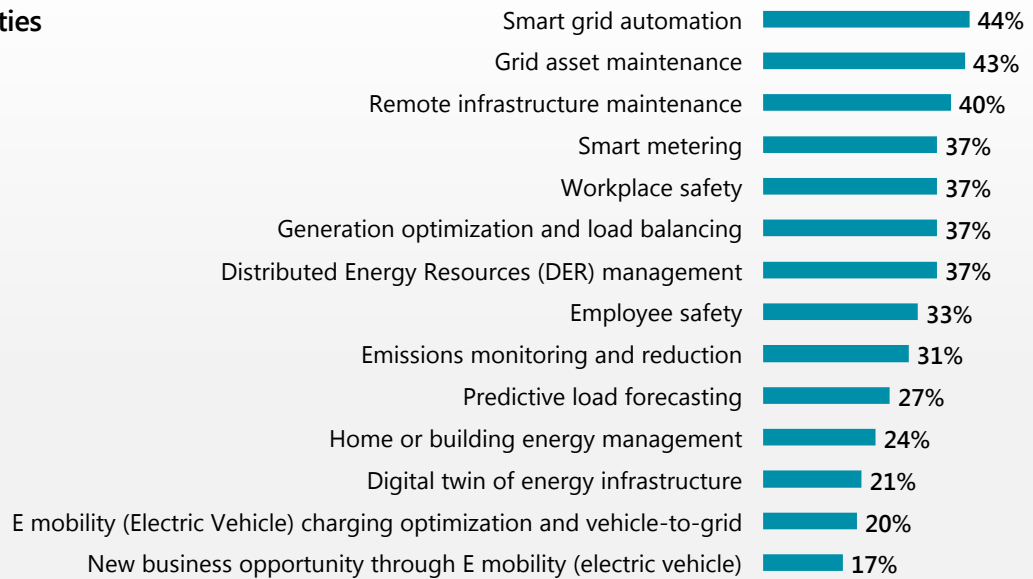 Smart grid automation 44%
Grid asset maintenance 43%
Remote infrastructure maintenance 40%
Smart metering 37%
Workplace safety 37%
Generation optimization and load balancing 37%
Distributed Energy Resources (DER) management 37%
Employee safety 33%
Emissions monitoring and reduction 31%
Predictive load forecasting 27%
Home or building energy management 24%
Digital twin of energy infrastructure 21%
E mobility (Electric Vehicle) charging optimization and vehicle-to-grid 20%
New business opportunity through E mobility (electric vehicle) 17%